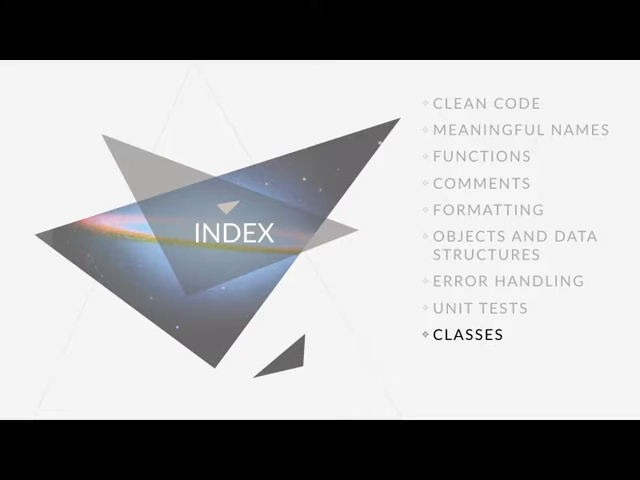 INDEX
CLEAN CODE
MEANINGFUL NAMES
FUNCTIONS
COMMENTS
FORMATTING
OBJECTS AND DATA
STRUCTURES
ERROR HANDLING
UNIT TESTS
CLASSES